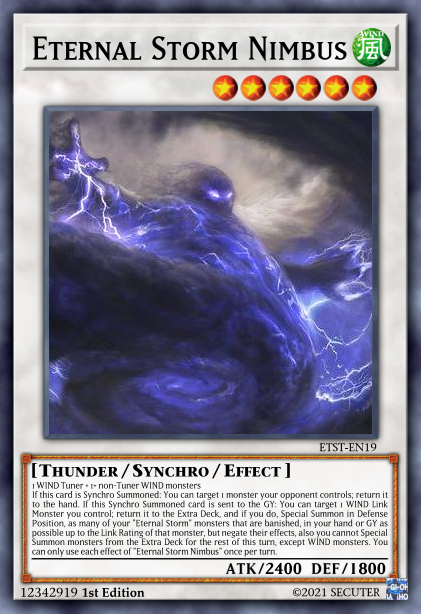 ETERNAL STORM NIMBUS
WIND
風
ETST-EN19
[THUNDER / SYNCHRO / EFFECT ]
1 WIND Tuner + 1+ non-Tuner WIND monsters
If this card is Synchro Summoned: You can target 1 monster your opponent controls; return it
to the hand. If this Synchro Summoned card is sent to the GY: You can target 1 WIND Link
Monster you control; return it to the Extra Deck, and if you do, Special Summon in Defense
Position, as many of your "Eternal Storm" monsters that are banished, in your hand or GY as
possible up to the Link Rating of that monster, but negate their effects, also you cannot Special
Summon monsters from the Extra Deck for the rest of this turn, except WIND monsters. You
can only use each effect of "Eternal Storm Nimbus" once per turn.
ATK/2400 DEF/1800
12342919 1st Edition
©2021 SECUTER